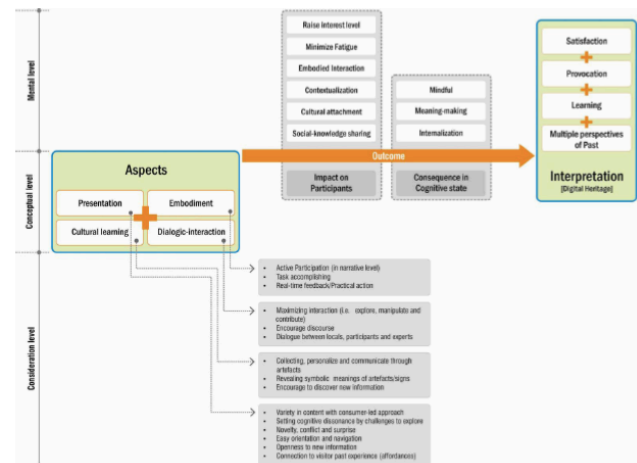 Mental level
Raise Interest level
Minimize Fatigue
Embodied Interaction
Contextualization
Cultural attachment
Social-knowledge sharing
Mindful
Meaning-making
Internalization
Satisfaction
Provocation
Learning
Multiple perspectives
of Past
Outcome
Conceptual level
Aspects
Presentation
Embodiment
Cultural learning
Dialogic-interaction
Impact on
Participants
Consequence in
Cognitive state
Interpretation
[Digital Heritage]
Consideration level
• Active Participation (in narrative level)
• Task accomplishing
• Real-time feedback/Practical action
• Maximizing interaction (i.e. explore, manipulate and
contribute)
• Encourage discourse
• Dialogue between locals, participants and experts
• Collecting, personalize and communicate through
artefacts
• Revealing symbolic meanings of artefacts/signs
• Encourage to discover new information
• Variety in content with consumer-led approach
• Setting cognitive dissonance by challenges to explore
• Novelty, conflict and surprise
• Easy orientation and navigation
• Openness to new information
• Connection to visitor past experience (affordances)